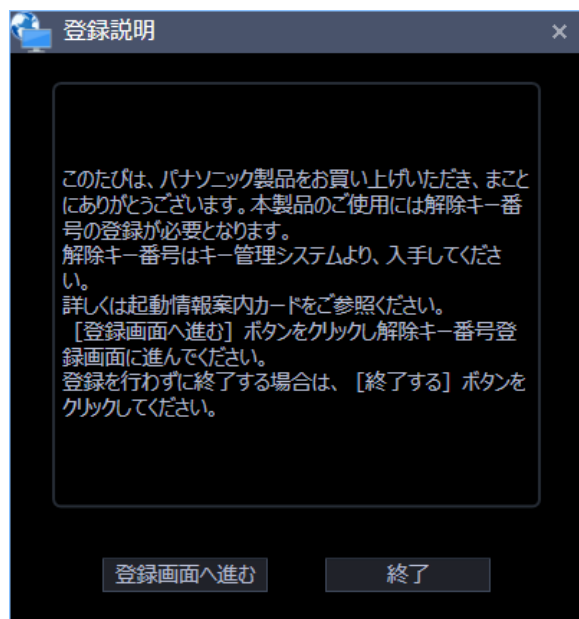 登録説明
このたびは、パナソニック製品をお買い上げいただき、まこと
にありがとうございます。本製品のご使用には解除キー番
号の登録が必要となります。
解除キー番号はキー管理システムより、入手してくださ
い。
詳しくは起動情報案内カードをご参照ください。
［登録画面へ進む］ボタンをクリックし解除キー番号登
録画面に進んでください。
登録を行わずに終了する場合は、［終了する］ボタンを
クリックしてください。
登録画面へ進む
終了